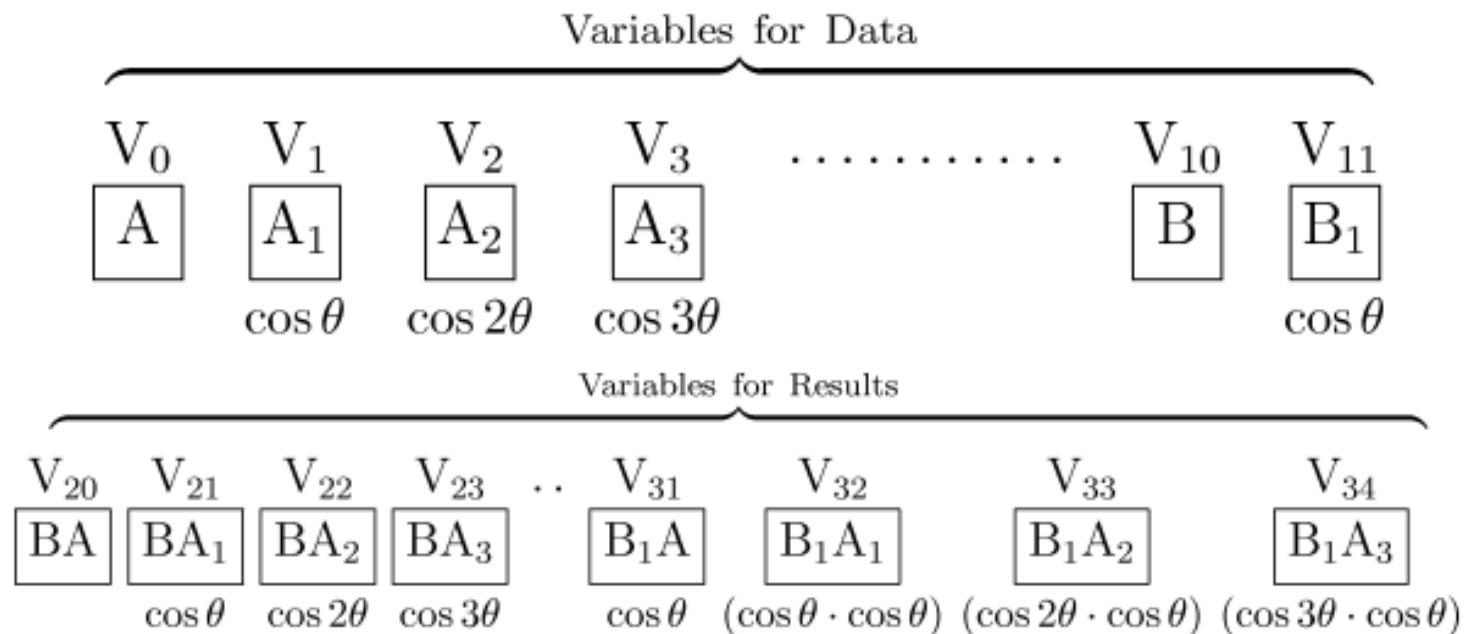 Variables for Data
V₀ V₁ V₂ V₃ ........... V₁₀ V₁₁
A A₁ A₂ A₃ B B₁
cos θ cos 2θ cos 3θ cos θ
Variables for Results
V₂₀ V₂₁ V₂₂ V₂₃ .. V₃₁ V₃₂ V₃₃ V₃₄
BA BA₁ BA₂ BA₃ B₁A B₁A₁ B₁A₂ B₁A₃
cos θ cos 2θ cos 3θ cos θ (cos θ · cos θ) (cos 2θ · cos θ) (cos 3θ · cos θ)